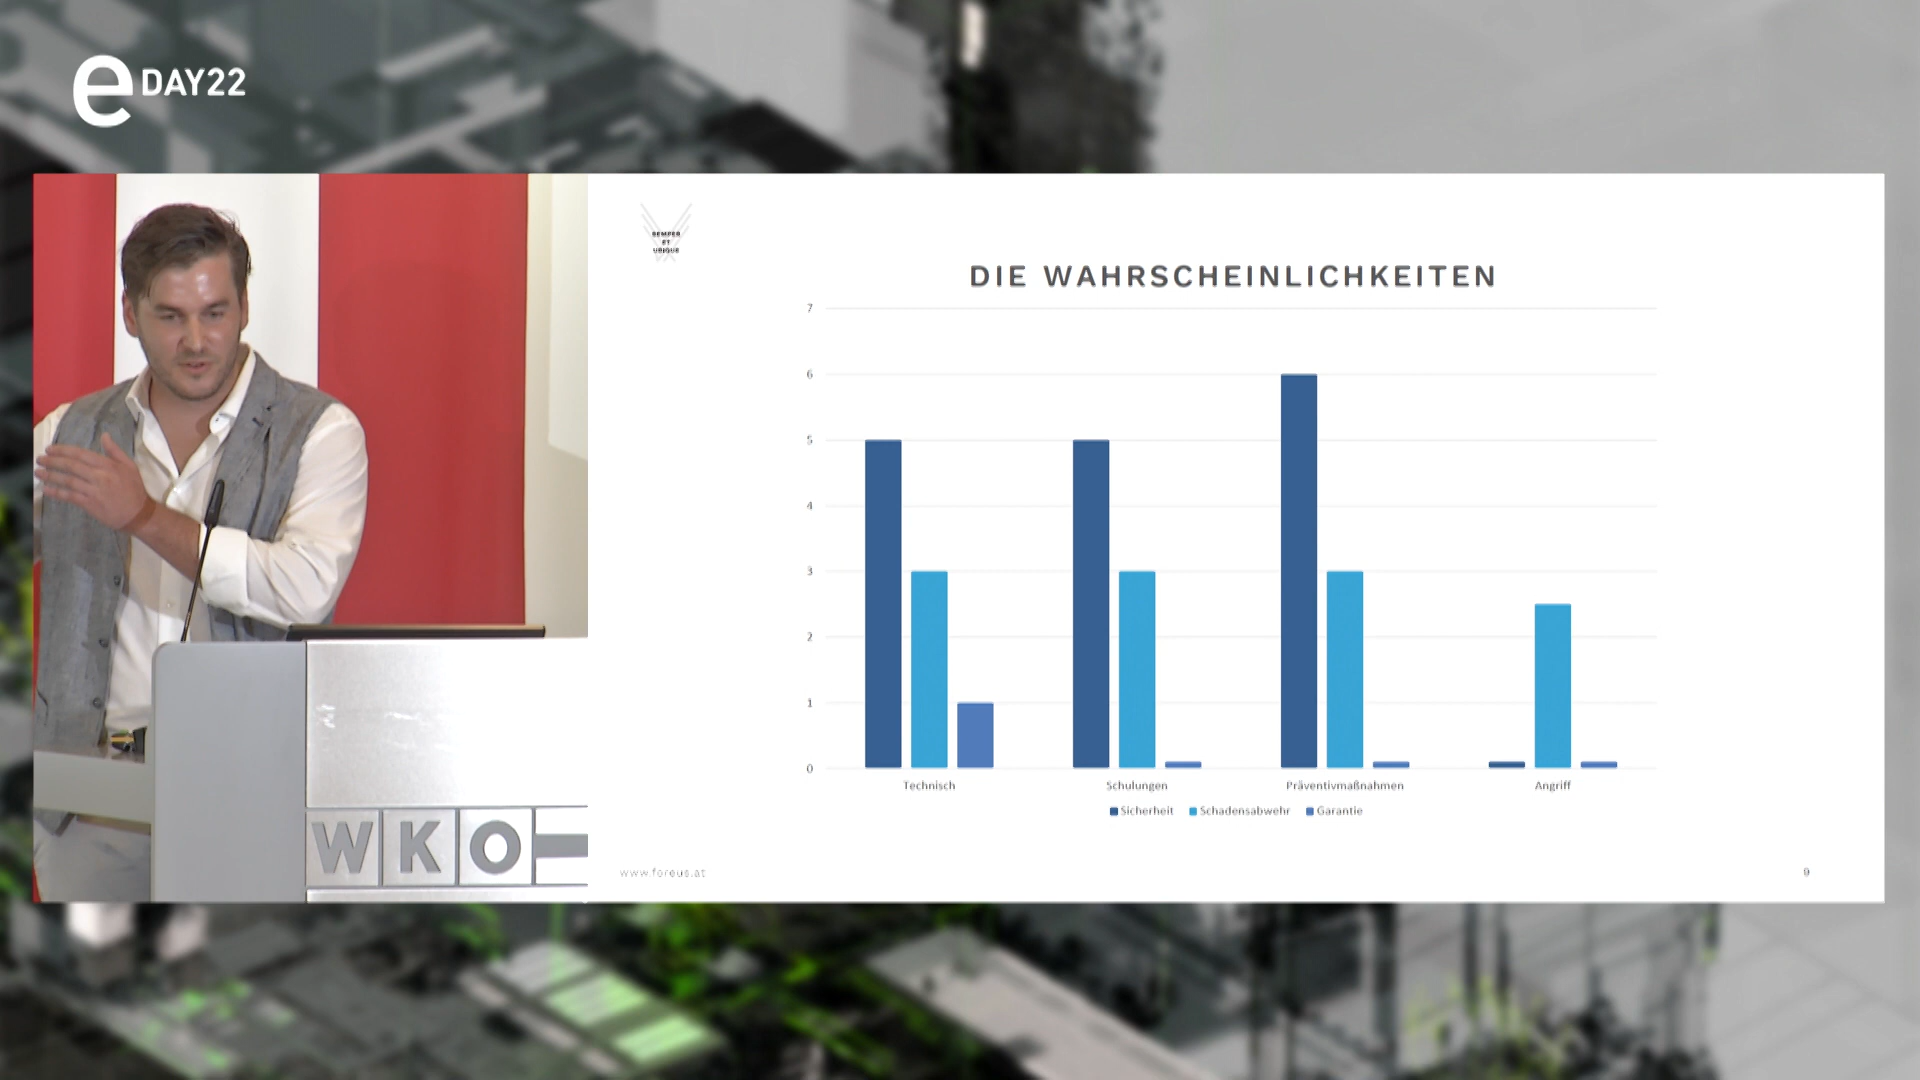 e DAY22
SEMPER
ET
UBIQUE
DIE WAHRSCHEINLICHKEITEN
7
6
5
4
3
2
1
0
Technisch Schulungen Präventivmaßnahmen Angriff
Sicherheit Schadensabwehr Garantie
WKO
www.foreus.at
9